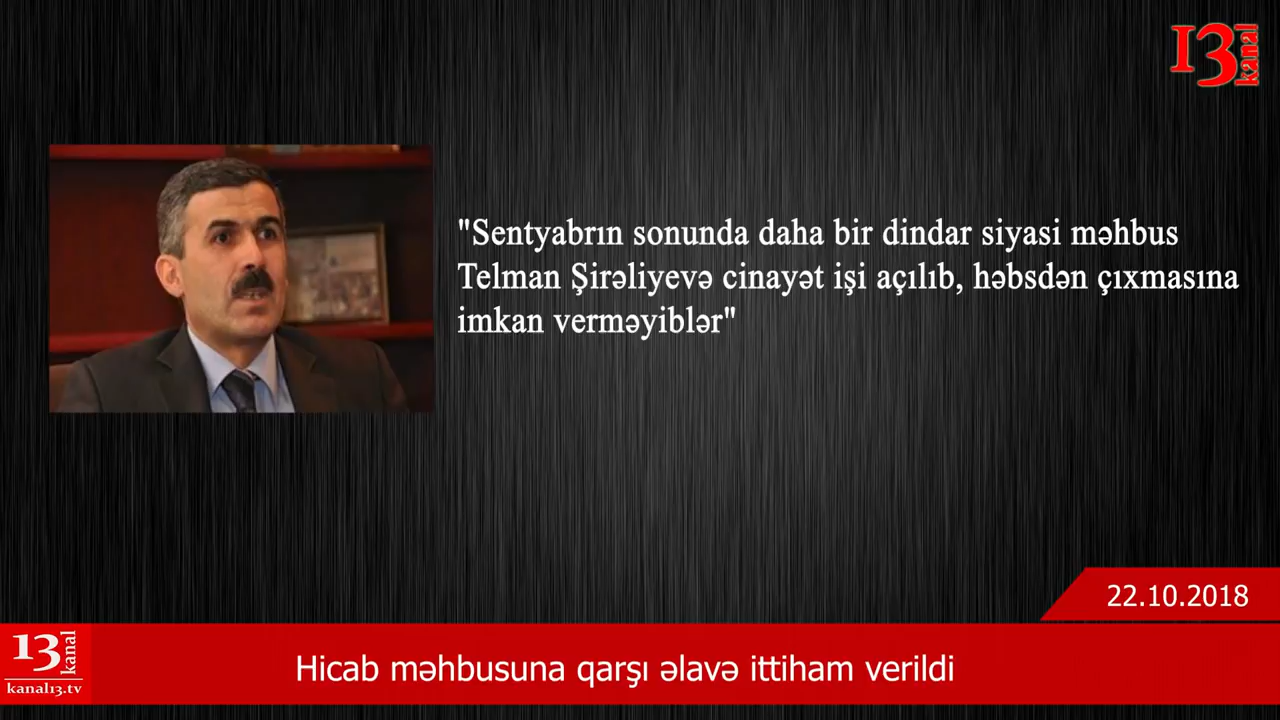 13 kanal
"Sentyabrın sonunda daha bir dindar siyasi məhbus
Telman Şirəliyevə cinayət işi açılıb, həbsdən çıxmasına
imkan verməyiblər"
22.10.2018
13 kanal
kanal13.tv
Hicab məhbusuna qarşı əlavə ittiham verildi